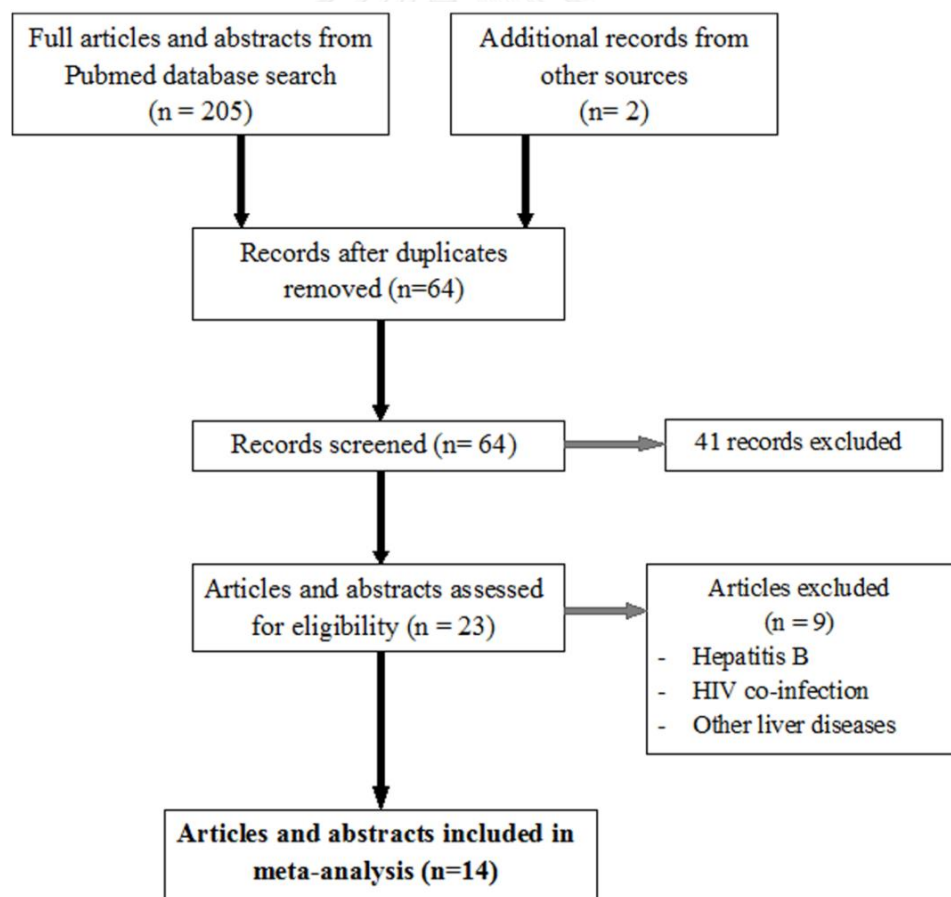 Full articles and abstracts from
Pubmed database search
(n = 205)
Additional records from
other sources
(n= 2)
Records after duplicates
removed (n=64)
Records screened (n= 64)
41 records excluded
Articles and abstracts assessed
for eligibility (n = 23)
Articles excluded
(n = 9)
- Hepatitis B
- HIV co-infection
- Other liver diseases
Articles and abstracts included in
meta-analysis (n=14)